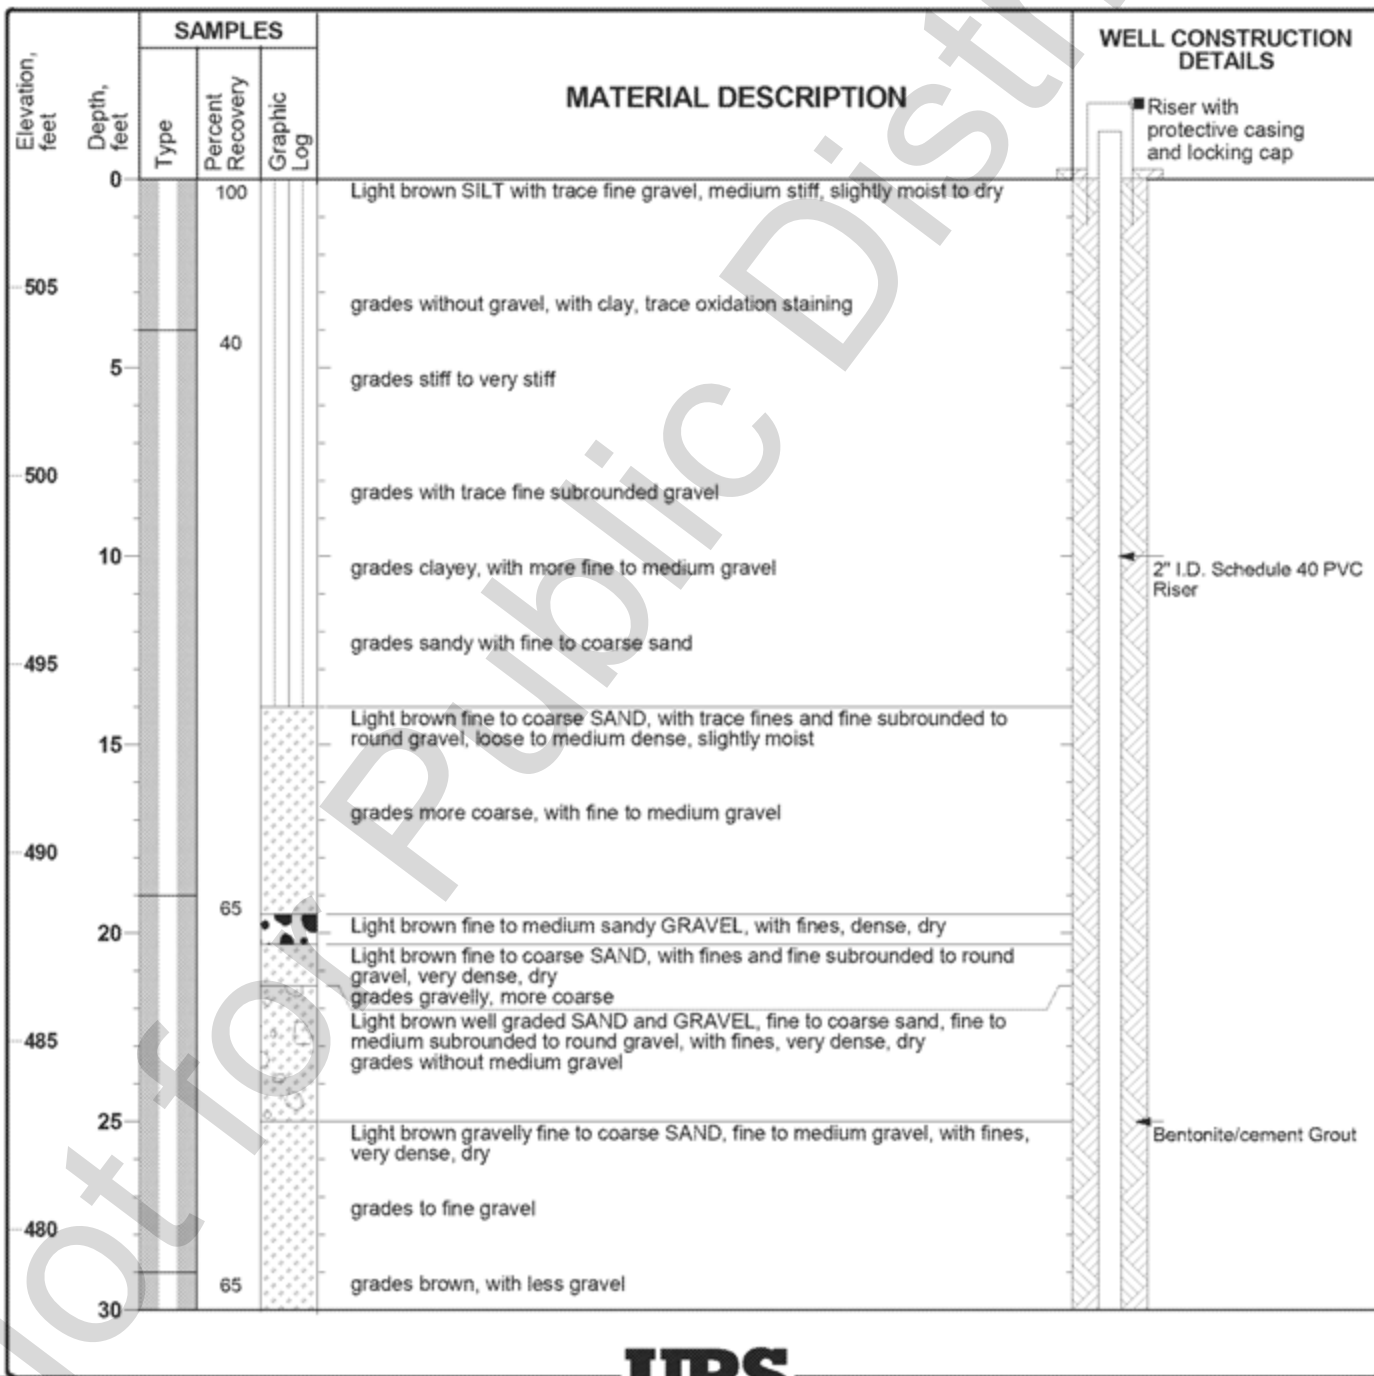 SAMPLES
Elevation,
feet
Depth,
feet
Type
Percent
Recovery
Graphic
Log
MATERIAL DESCRIPTION
WELL CONSTRUCTION
DETAILS
Riser with
protective casing
and locking cap
0
100
Light brown SILT with trace fine gravel, medium stiff, slightly moist to dry
505
grades without gravel, with clay, trace oxidation staining
40
5
grades stiff to very stiff
500
grades with trace fine subrounded gravel
10
grades clayey, with more fine to medium gravel
2" I.D. Schedule 40 PVC
Riser
grades sandy with fine to coarse sand
495
Light brown fine to coarse SAND, with trace fines and fine subrounded to
round gravel, loose to medium dense, slightly moist
15
grades more coarse, with fine to medium gravel
490
65
Light brown fine to medium sandy GRAVEL, with fines, dense, dry
20
Light brown fine to coarse SAND, with fines and fine subrounded to round
gravel, very dense, dry
grades gravelly, more coarse
Light brown well graded SAND and GRAVEL, fine to coarse sand, fine to
medium subrounded to round gravel, with fines, very dense, dry
grades without medium gravel
485
25
Light brown gravelly fine to coarse SAND, fine to medium gravel, with fines,
very dense, dry
Bentonite/cement Grout
grades to fine gravel
480
65
grades brown, with less gravel
30
URS
for Public